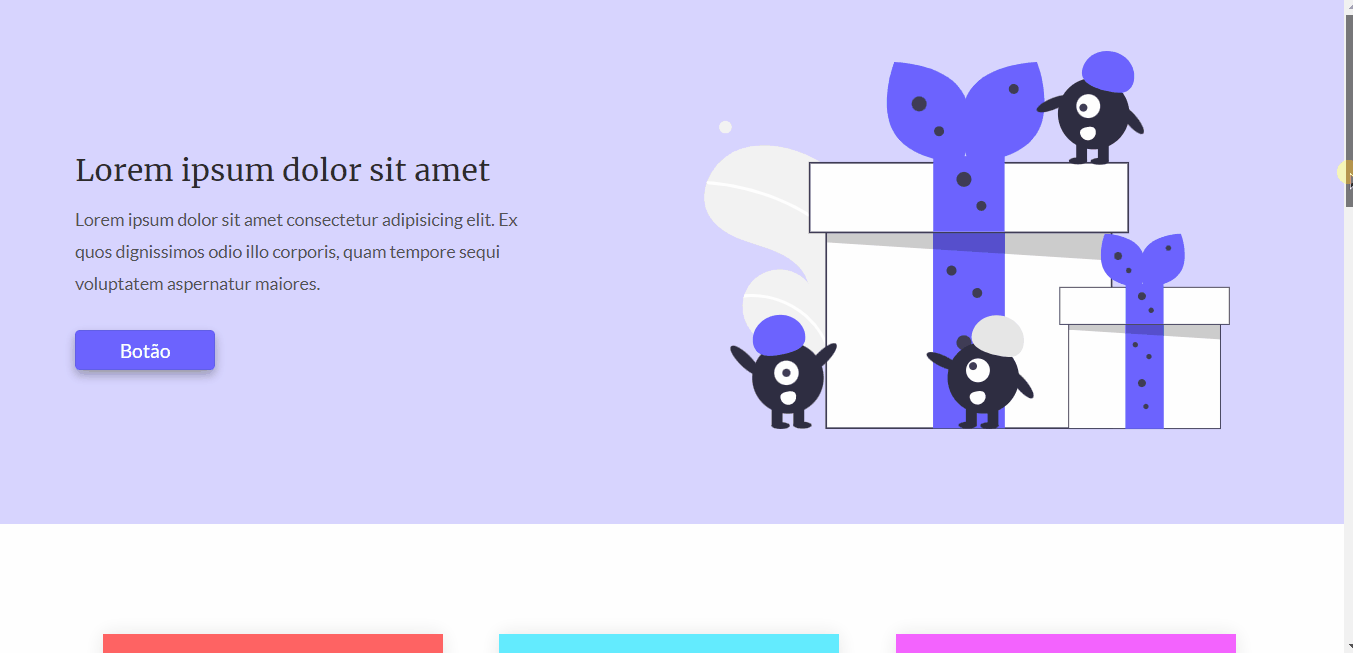 Lorem ipsum dolor sit amet
Lorem ipsum dolor sit amet consectetur adipisicing elit. Ex
quos dignissimos odio illo corporis, quam tempore sequi
voluptatem aspernatur maiores.
Botão